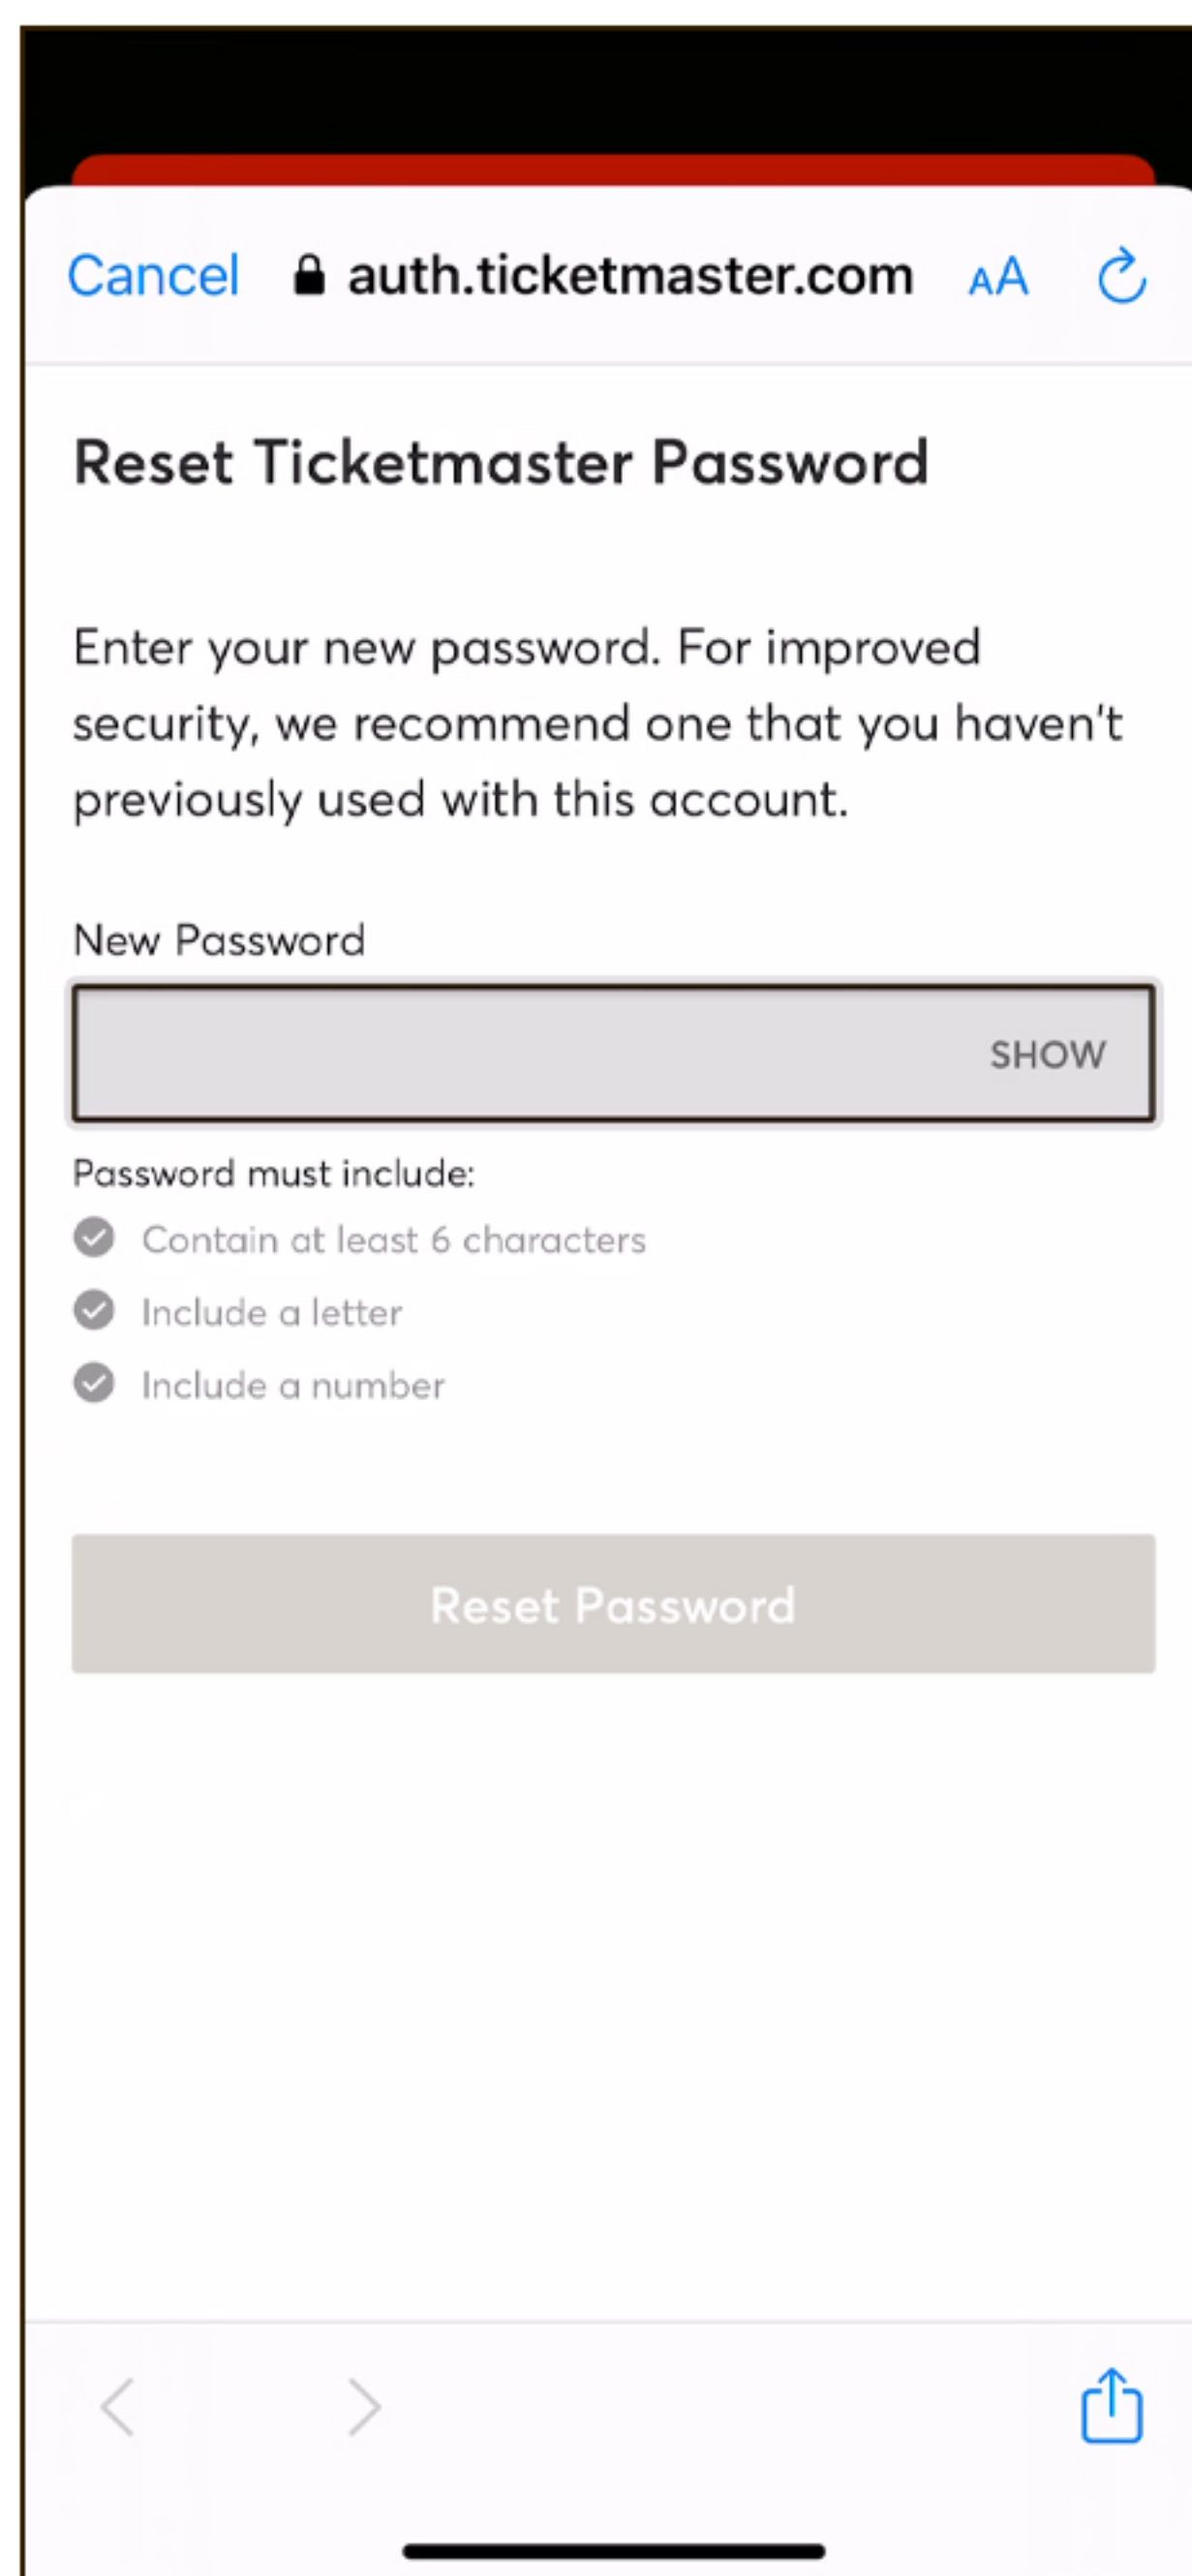 Cancel auth.ticketmaster.com AA
Reset Ticketmaster Password
Enter your new password. For improved
security, we recommend one that you haven't
previously used with this account.
New Password
SHOW
Password must include:
Contain at least 6 characters
Include a letter
Include a number
Reset Password